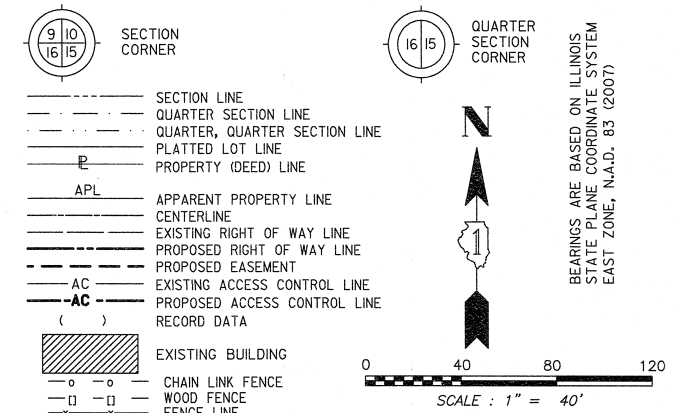 9 10
16 15
SECTION
CORNER
16 15
QUARTER
SECTION
CORNER
SECTION LINE
QUARTER SECTION LINE
QUARTER, QUARTER SECTION LINE
PLATTED LOT LINE
PL PROPERTY (DEED) LINE
APL APPARENT PROPERTY LINE
CENTERLINE
EXISTING RIGHT OF WAY LINE
PROPOSED RIGHT OF WAY LINE
PROPOSED EASEMENT
AC EXISTING ACCESS CONTROL LINE
AC PROPOSED ACCESS CONTROL LINE
( ) RECORD DATA
EXISTING BUILDING
CHAIN LINK FENCE
WOOD FENCE
FENCE LINE
N
1
BEARINGS ARE BASED ON ILLINOIS
STATE PLANE COORDINATE SYSTEM
EAST ZONE, N.A.D. 83 (2007)
0 40 80 120
SCALE : 1" = 40'